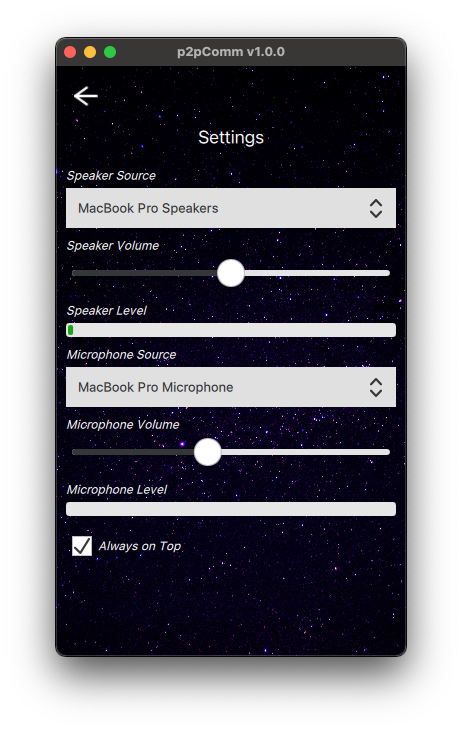 p2pComm v1.0.0
Settings
Speaker Source
MacBook Pro Speakers
Speaker Volume
Speaker Level
Microphone Source
MacBook Pro Microphone
Microphone Volume
Microphone Level
Always on Top